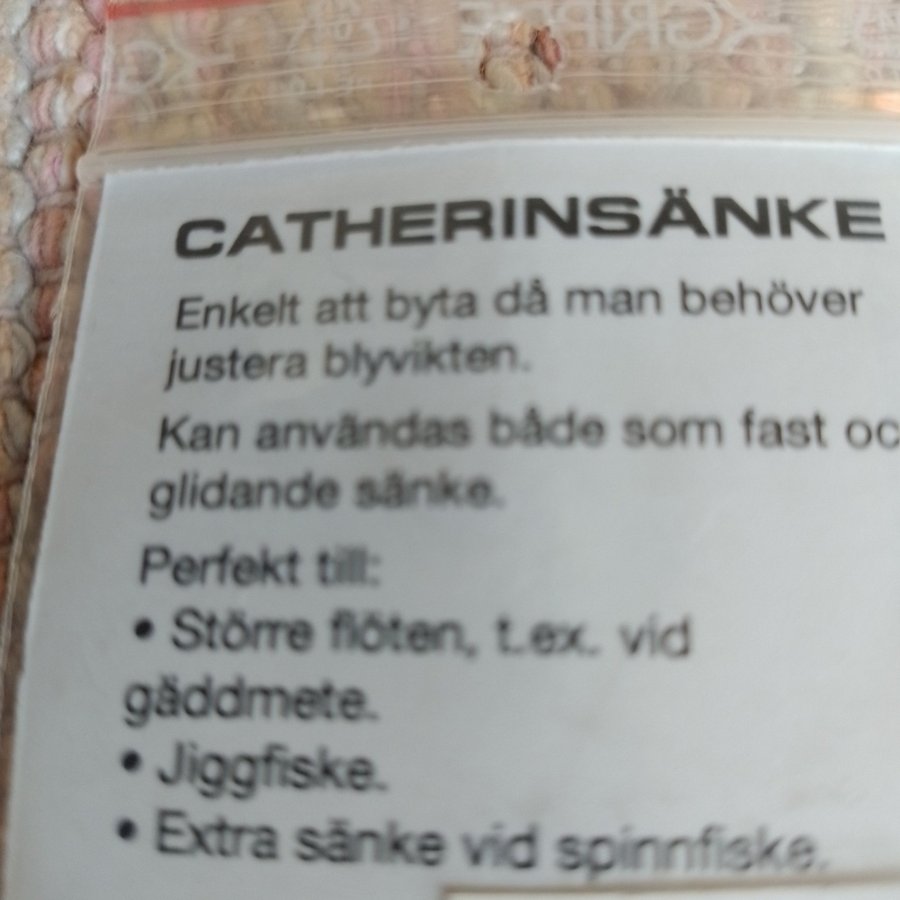 GRIPPIE
CATHERINSÄNKE
Enkelt att byta då man behöver
justera blyvikten.
Kan användas både som fast oc
glidande sänke.
Perfekt till:
• Större flöten, t.ex. vid
gäddmete.
• Jiggfiske.
• Extra sänke vid spinnfiske.